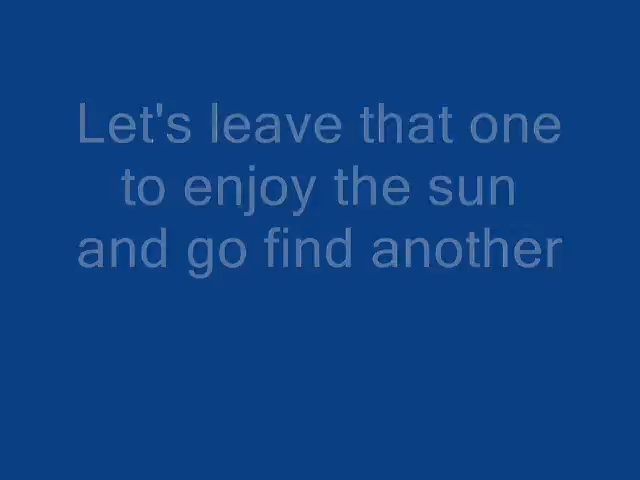 Let's leave that one
to enjoy the sun
and go find another